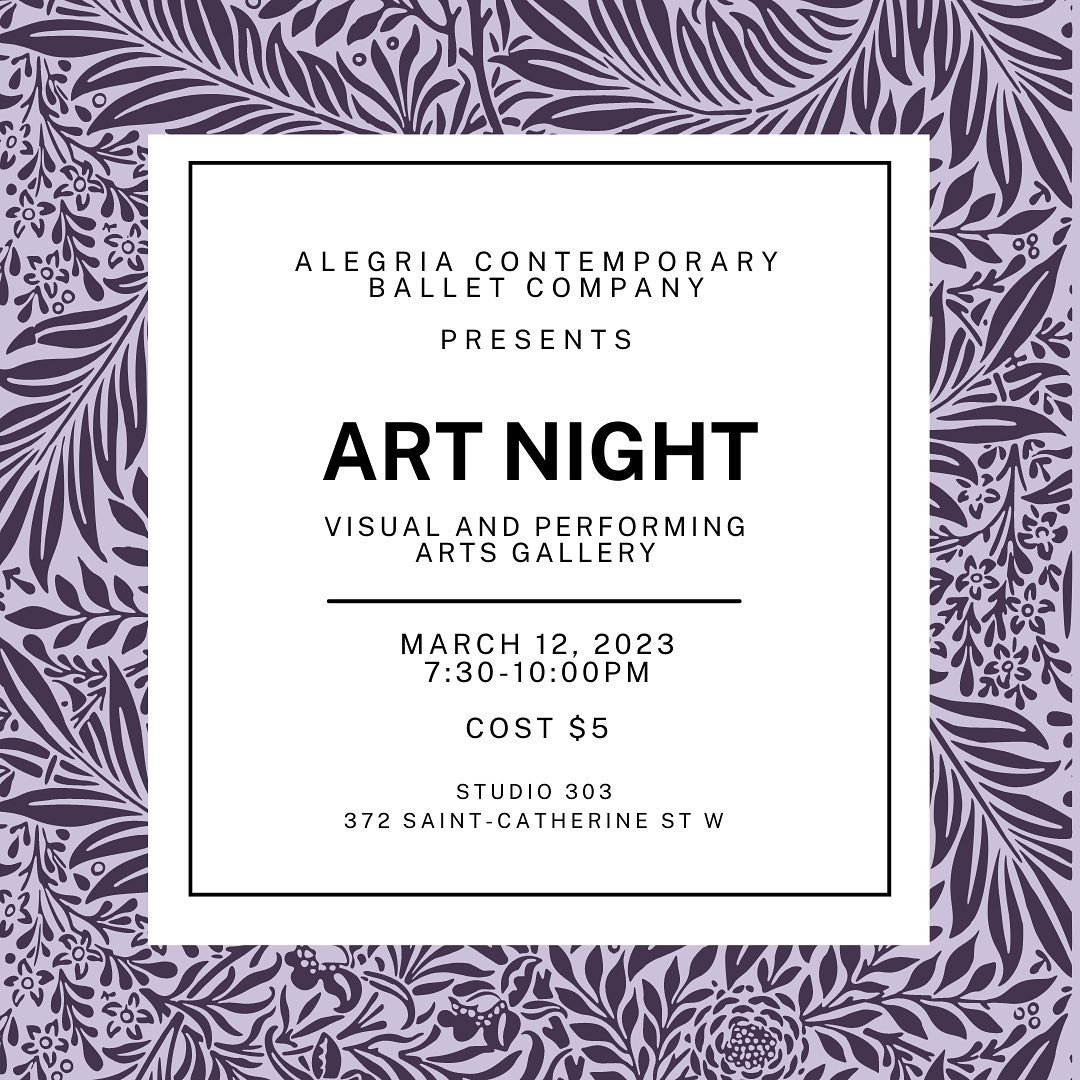 ALEGRIA CONTEMPORARY
BALLET COMPANY
PRESENTS
ART NIGHT
VISUAL AND PERFORMING
ARTS GALLERY
MARCH 12, 2023
7:30-10:00PM
COST $5
STUDIO 303
372 SAINT-CATHERINE ST W